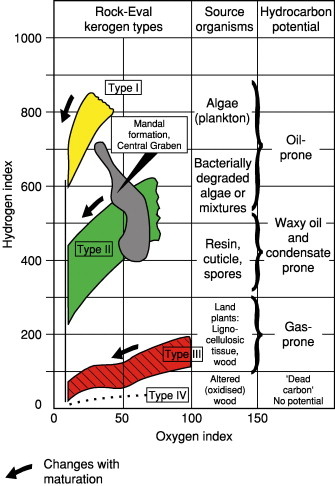 Rock-Eval
kerogen types
Source
organisms
Hydrocarbon
potential
1000
800
600
400
200
0
Hydrogen index
Type I
Mandal
formation,
Central Graben
Type II
Type III
Type IV
Algae
(plankton)
Bacterially
degraded
algae or
mixtures
Resin,
cuticle,
spores
Land
plants:
Ligno-
cellulosic
tissue,
wood
Altered
(oxidised)
wood
Oil-
prone
Waxy oil
and
condensate
prone
Gas-
prone
'Dead
carbon'
No potential
0
50
100
150
Oxygen index
Changes with
maturation